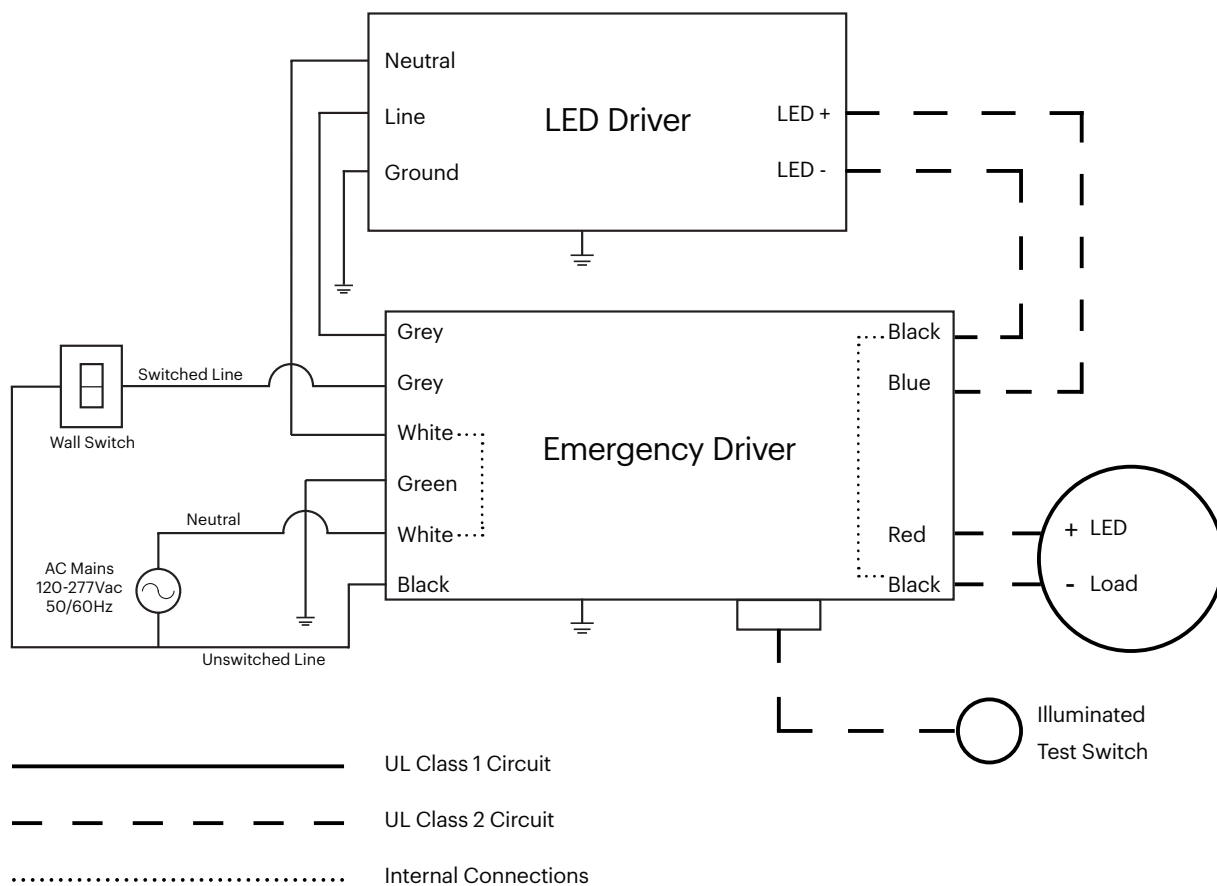 Neutral
Line
Ground
LED Driver
LED +
LED -
Grey
Grey
White
Green
White
Black
Emergency Driver
Black
Blue
Red
Black
Switched Line
Wall Switch
Neutral
AC Mains
120-277Vac
50/60Hz
Unswitched Line
+ LED
- Load
Illuminated
Test Switch
UL Class 1 Circuit
UL Class 2 Circuit
Internal Connections